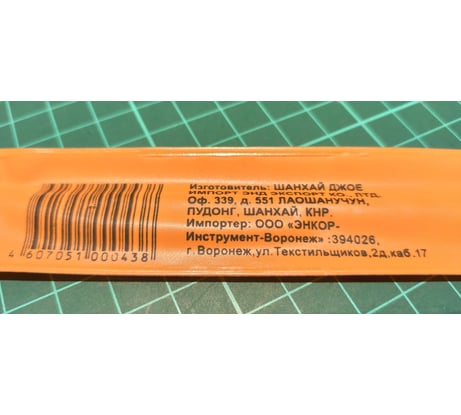 Изготовитель: ШАНХАЙ ДЖОЕ
ИМПОРТ ЭНД ЭКСПОРТ КО., ЛТД.
Оф. 339, д. 551 ЛАОШАНУЧУН,
ПУДОНГ, ШАНХАЙ, КНР.
Импортер: ООО «ЭНКОР-
Инструмент-Воронеж» :394026,
г. Воронеж,ул.Текстильщиков,2д,каб.17
4 607051 000438